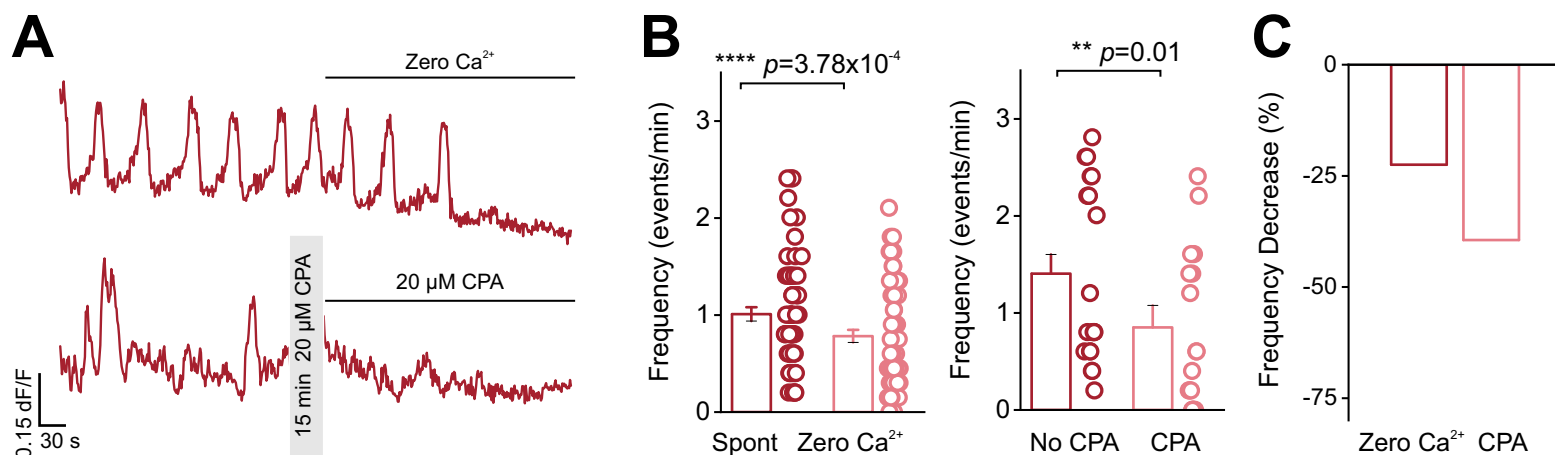 A
Zero Ca²⁺
20 µM CPA
15 min 20 µM CPA
0.15 dF/F
30 s
B
**** p=3.78x10⁻⁴
Frequency (events/min)
3
2
1
0
Spont
Zero Ca²⁺
** p=0.01
Frequency (events/min)
3
2
1
0
No CPA
CPA
C
Frequency Decrease (%)
0
-25
-50
-75
Zero Ca²⁺
CPA